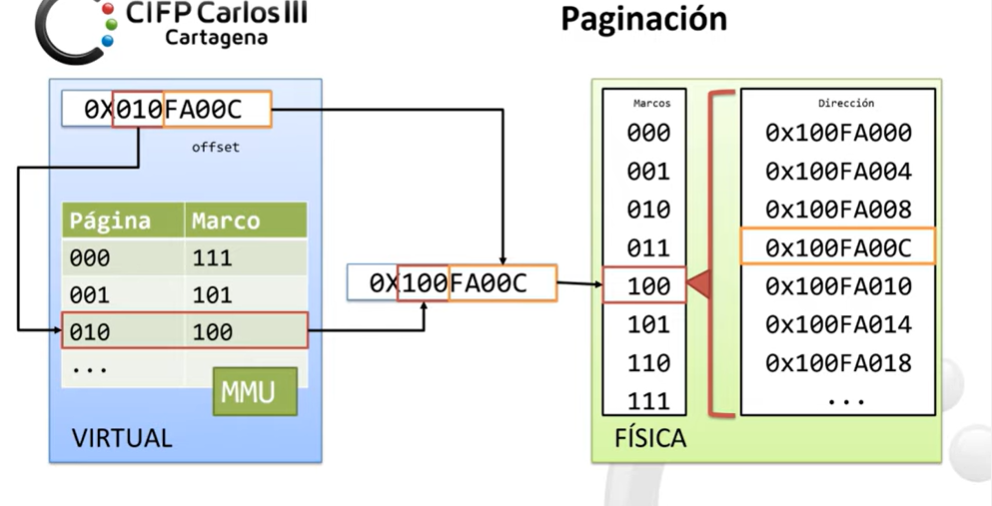 CIFP Carlos III
Cartagena
Paginación
0X010FA00C
offset
Página Marco
000 111
001 101
010 100
...
MMU
VIRTUAL
0X100FA00C
Marcos
000
001
010
011
100
101
110
111
FÍSICA
Dirección
0x100FA000
0x100FA004
0x100FA008
0x100FA00C
0x100FA010
0x100FA014
0x100FA018
...